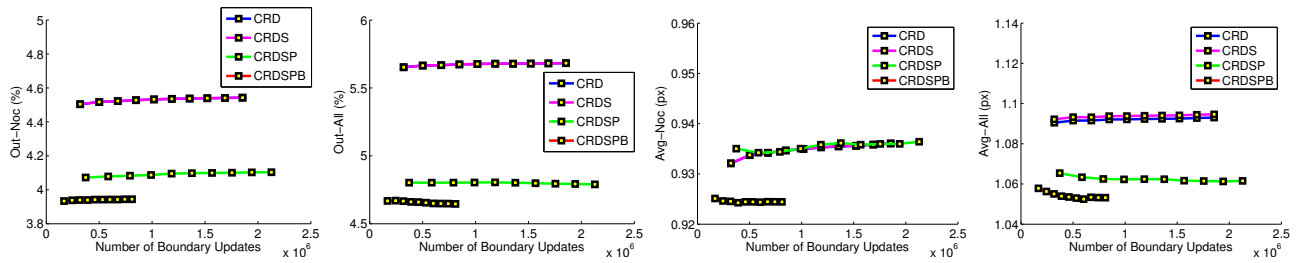 5
4.8
4.6
4.4
4.2
4
3.8
Out−Noc (%)
0 0.5 1 1.5 2 2.5
x 10^6
Number of Boundary Updates
CRD
CRDS
CRDSP
CRDSPB
6
5.5
5
4.5
Out−All (%)
0 0.5 1 1.5 2 2.5
x 10^6
Number of Boundary Updates
CRD
CRDS
CRDSP
CRDSPB
0.96
0.95
0.94
0.93
0.92
Avg−Noc (px)
0 0.5 1 1.5 2 2.5
x 10^6
Number of Boundary Updates
CRD
CRDS
CRDSP
CRDSPB
1.14
1.12
1.1
1.08
1.06
1.04
Avg−All (px)
0 0.5 1 1.5 2 2.5
x 10^6
Number of Boundary Updates
CRD
CRDS
CRDSP
CRDSPB